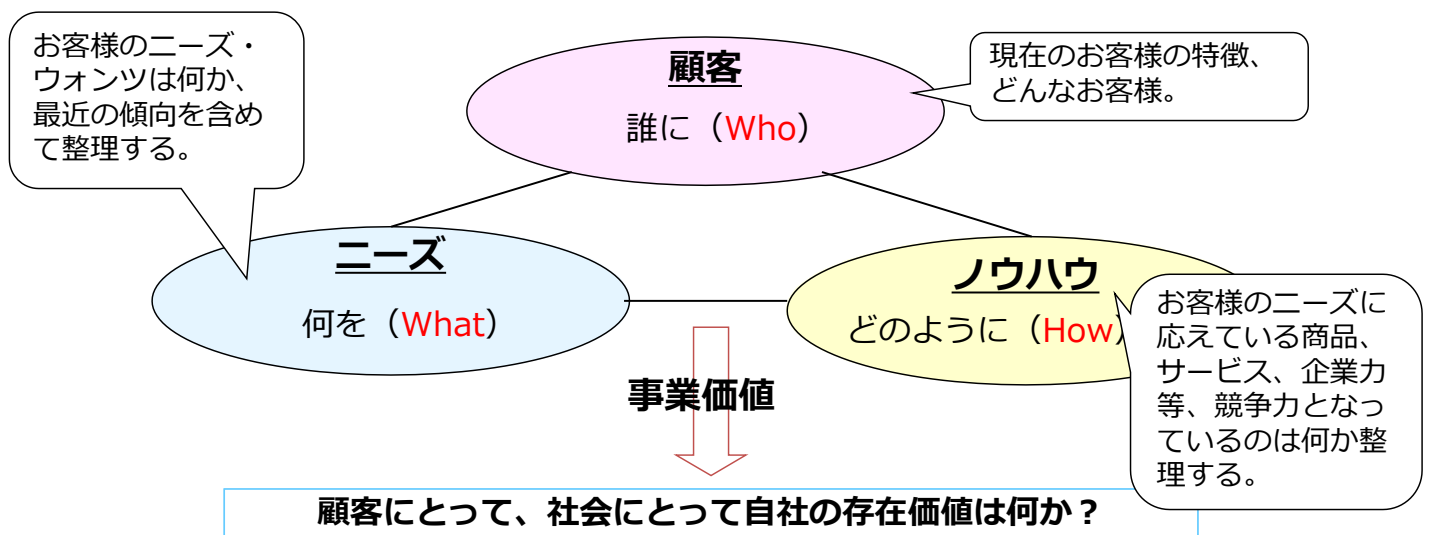 お客様のニーズ・
ウォンツは何か、
最近の傾向を含め
て整理する。
顧客
誰に（Who）
現在のお客様の特徴、
どんなお客様。
ニーズ
何を（What）
ノウハウ
どのように（How）
お客様のニーズに
応えている商品、
サービス、企業力
等、競争力となっ
ているのは何か整
理する。
事業価値
顧客にとって、社会にとって自社の存在価値は何か？